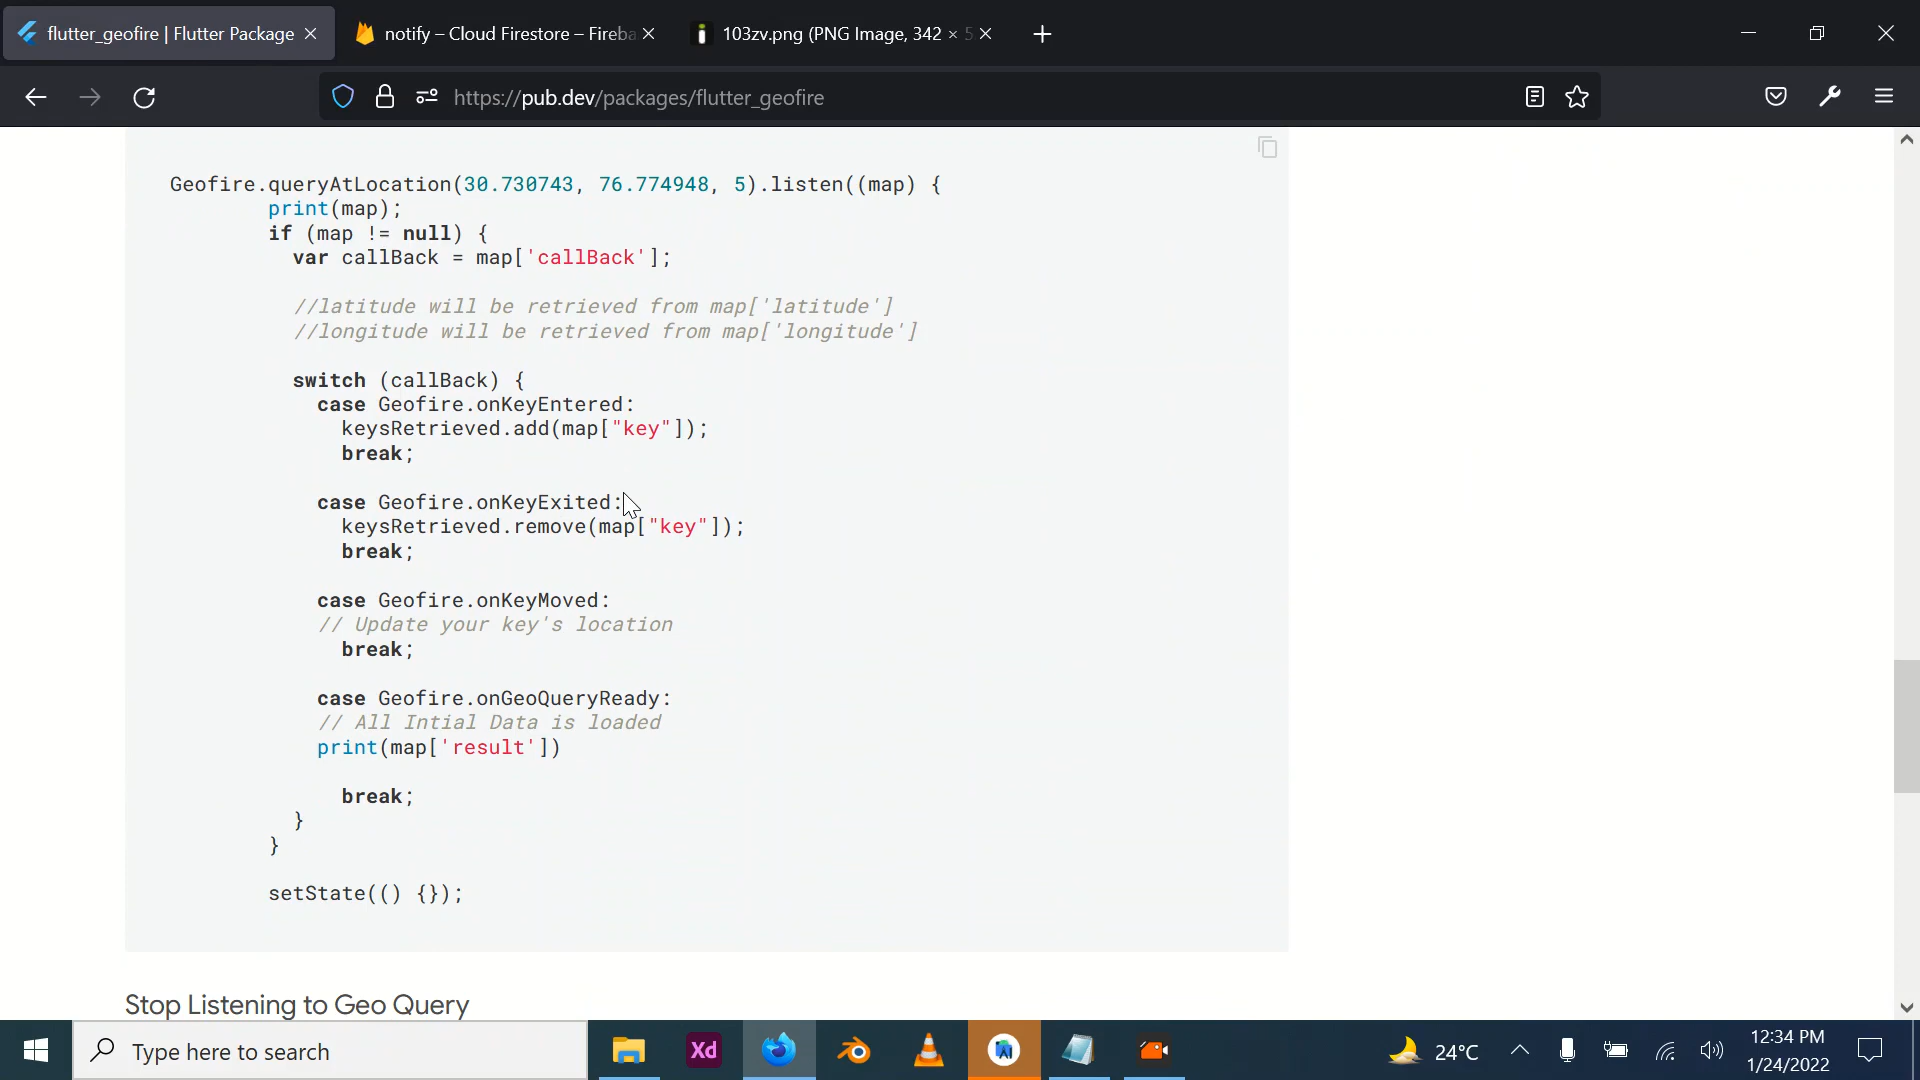 flutter_geofire | Flutter Package
notify – Cloud Firestore – Fireba
103zv.png (PNG Image, 342 × 5
https://pub.dev/packages/flutter_geofire
Geofire.queryAtLocation(30.730743, 76.774948, 5).listen((map) {
print(map);
if (map != null) {
var callBack = map['callBack'];
//latitude will be retrieved from map['latitude']
//longitude will be retrieved from map['longitude']
switch (callBack) {
case Geofire.onKeyEntered:
keysRetrieved.add(map["key"]);
break;
case Geofire.onKeyExited:
keysRetrieved.remove(map["key"]);
break;
case Geofire.onKeyMoved:
// Update your key's location
break;
case Geofire.onGeoQueryReady:
// All Intial Data is loaded
print(map['result'])
break;
}
}
setState(() {});
Stop Listening to Geo Query
Type here to search
Xd
24°C
12:34 PM
1/24/2022